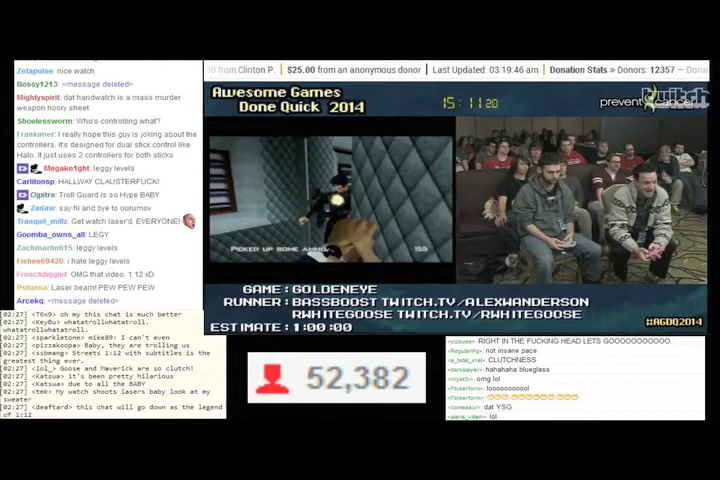 Zetapulse: nice watch
Bossy1213: <message deleted>
Mightyspirit: dat handwatch is a mass murder
weapon hoory sheet
Shoelessworm: Who's controlling what?
Frankimer: I really hope this guy is joking about the
controllers, it's designed for dual stick control like
Halo. It just uses 2 controllers for both sticks
Megakn1ght: leggy levels
Carlitonsp: HALLWAY CLAUSTERFUCK!
Ojpitre: Troll Guard is so Hype BABY
Zadaw: say hi and bye to ourumov
Tranquil_millz: Get watch laser'd, EVERYONE!
Goomba_owns_all: LEGY
Zachmartin615: leggy levels
Fishee69420: i hate leggy levels
Frenchdigglet: OMG that video, 1:12 xD
Pstunna: Laser beam! PEW PEW PEW
Arcekq: <message deleted>
from Clinton P.
$25.00 from an anonymous donor
Last Updated: 03:19:46 am
Donation Stats » Donors: 12357
Awesome Games
Done Quick 2014
15:11
prevent cancer
Twitch
PICKED UP SOME AMMO.
155
GAME: GOLDENEYE
RUNNER: BASSBOOST TWITCH.TV/ALEXWANDERSON
RWHITEGOOSE TWITCH.TV/RWHITEGOOSE
ESTIMATE: 1:00:00
#AGDQ2014
[02:27] <T6x9> oh my this chat is much better
[02:27] <Key8u> whatatrollwhatatroll.
whatatrollwhatatroll.
[02:27] <sparkletone> mike89: I can't even
[02:27] <pizzakoopa> Baby, they are trolling us
[02:27] <ssbmang> Streets 1:12 with subtitles is the
greatest thing ever.
[02:27] <lol_> Goose and Maverick are so clutch!
[02:27] <Katsua> it's been pretty hilarious
[02:27] <Katsua> due to all the BABY
[02:27] <tmk> My watch shoots lasers baby look at my
sweater
[02:27] <deaftard> this chat will go down as the legend
of 1:12
52,382
RIGHT IN THE FUCKING HEAD LETS GOOOOOOOOOO
not insane pace
CLUTCHNESS
hahahaha blueglass
omg lol
looooooooool
dat YSG
lol